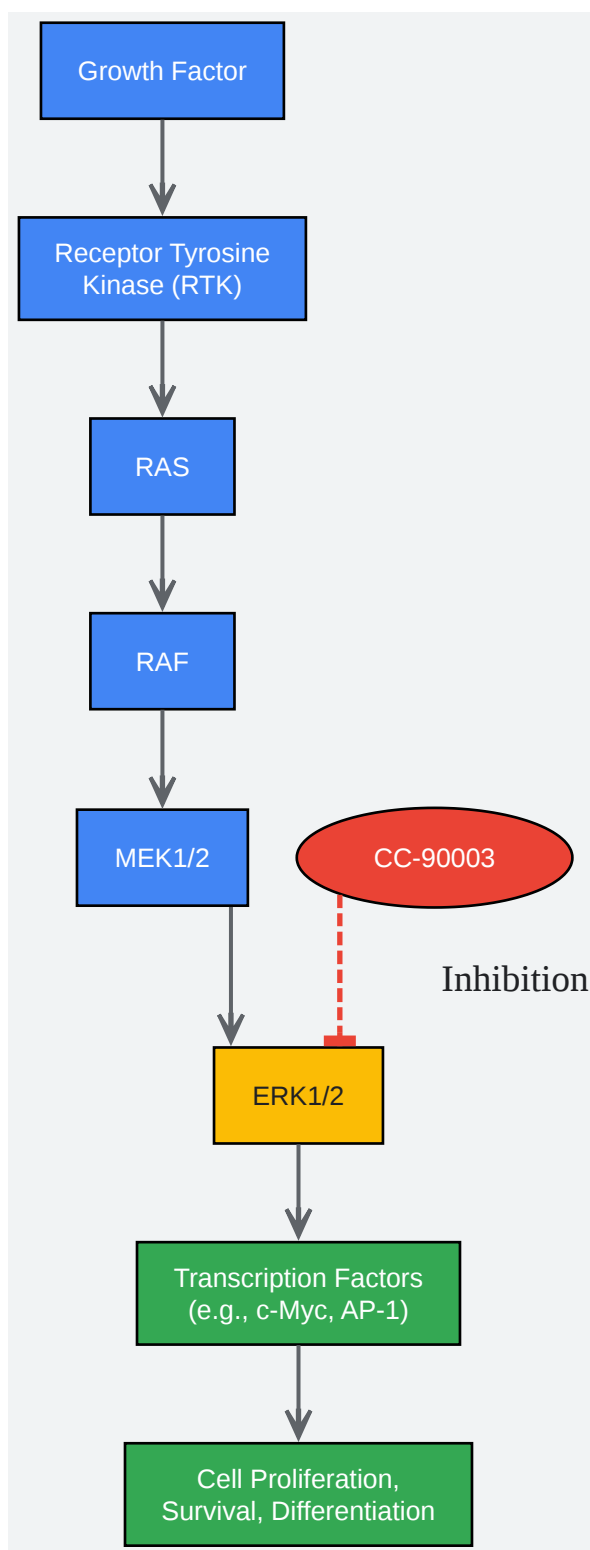 Growth Factor
Receptor Tyrosine
Kinase (RTK)
RAS
RAF
MEK1/2
CC-90003
Inhibition
ERK1/2
Transcription Factors
(e.g., c-Myc, AP-1)
Cell Proliferation,
Survival, Differentiation